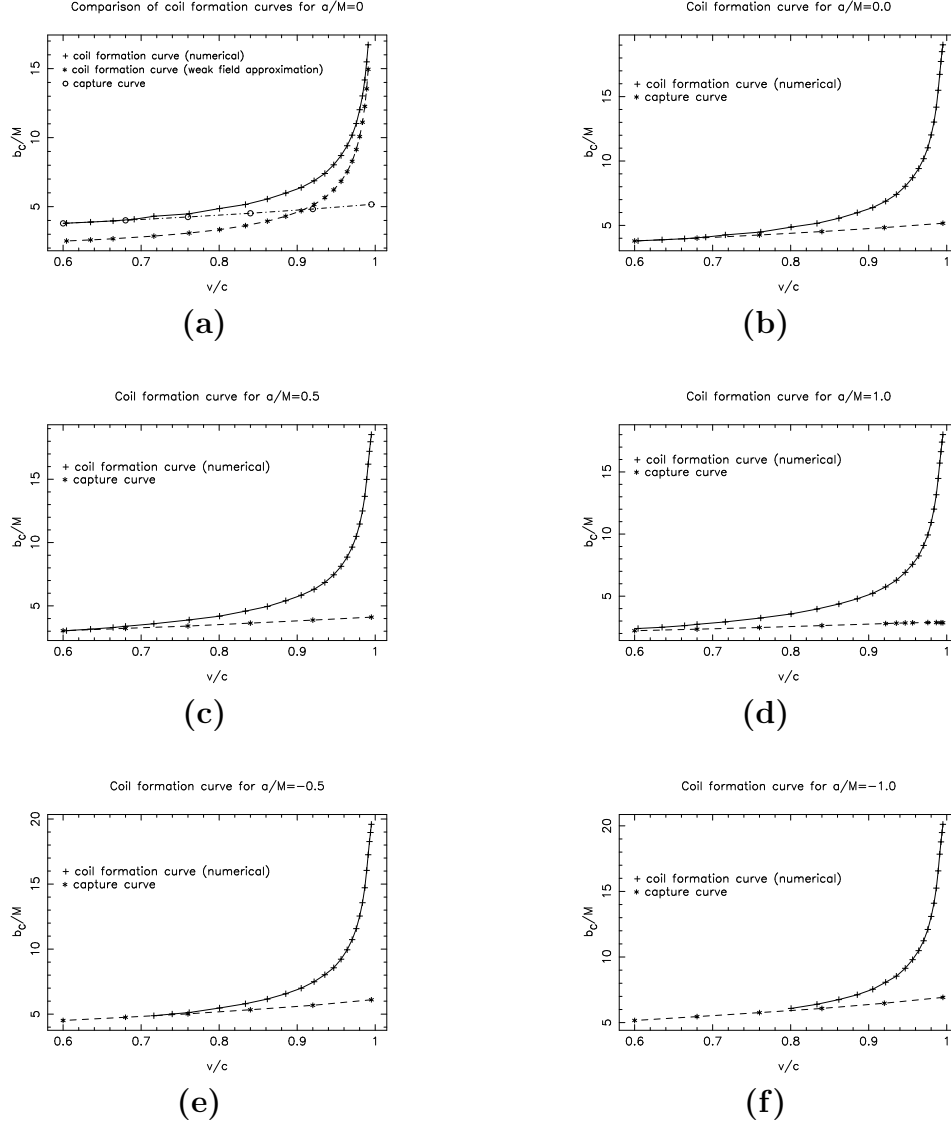 Comparison of coil formation curves for a/M=0
+ coil formation curve (numerical)
* coil formation curve (weak field approximation)
o capture curve
b_c/M
5 10 15
0.6 0.7 0.8 0.9 1
v/c
(a)
Coil formation curve for a/M=0.0
+ coil formation curve (numerical)
* capture curve
b_c/M
5 10 15
0.6 0.7 0.8 0.9 1
v/c
(b)
Coil formation curve for a/M=0.5
+ coil formation curve (numerical)
* capture curve
b_c/M
5 10 15
0.6 0.7 0.8 0.9 1
v/c
(c)
Coil formation curve for a/M=1.0
+ coil formation curve (numerical)
* capture curve
b_c/M
5 10 15
0.6 0.7 0.8 0.9 1
v/c
(d)
Coil formation curve for a/M=−0.5
+ coil formation curve (numerical)
* capture curve
b_c/M
5 10 15 20
0.6 0.7 0.8 0.9 1
v/c
(e)
Coil formation curve for a/M=−1.0
+ coil formation curve (numerical)
* capture curve
b_c/M
5 10 15 20
0.6 0.7 0.8 0.9 1
v/c
(f)